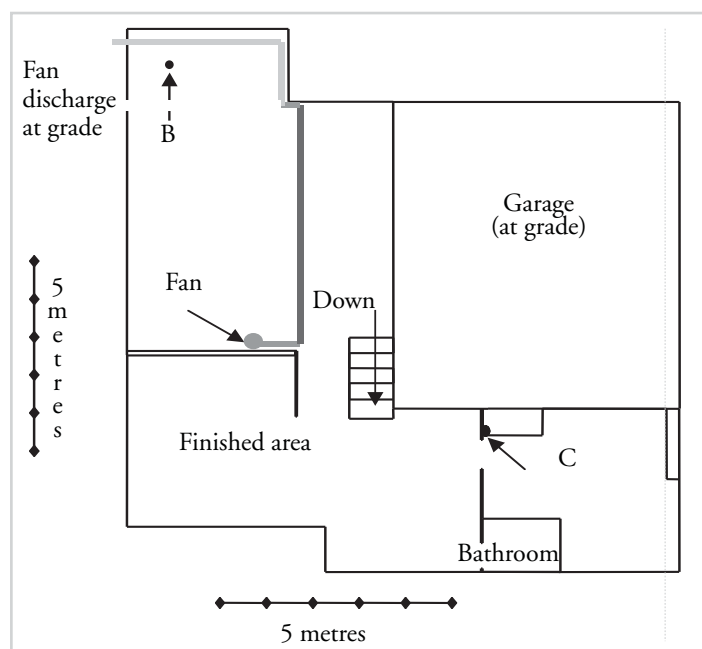 Fan
discharge
at grade
B
Garage
(at grade)
Fan
Down
5
m
e
t
r
e
s
Finished area
C
Bathroom
5 metres